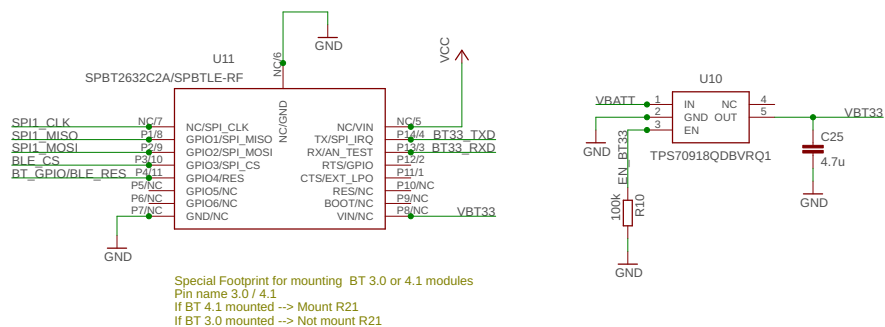 U11
SPBT2632C2A/SPBTLE-RF
GND
NC/6
NC/GND
VCC
SPI1_CLK NC/7 NC/SPI_CLK NC/VIN NC/5
SPI1_MISO P1/8 GPIO1/SPI_MISO TX/SPI_IRQ P14/4 BT33_TXD
SPI1_MOSI P2/9 GPIO2/SPI_MOSI RX/AN_TEST P13/3 BT33_RXD
BLE_CS P3/10 GPIO3/SPI_CS RTS/GPIO P12/2
BT_GPIO/BLE_RES P4/11 GPIO4/RES CTS/EXT_LPO P11/1
P5/NC GPIO5/NC RES/NC P10/NC
P6/NC GPIO6/NC BOOT/NC P9/NC
P7/NC GND/NC VIN/NC P8/NC VBT33
GND
Special Footprint for mounting BT 3.0 or 4.1 modules
Pin name 3.0 / 4.1
If BT 4.1 mounted --> Mount R21
If BT 3.0 mounted --> Not mount R21
U10
VBATT 1 IN NC 4
2 GND OUT 5 VBT33
3 EN
GND
TPS70918QDBVRQ1
EN_BT33
100k
R10
GND
C25
4.7u
GND